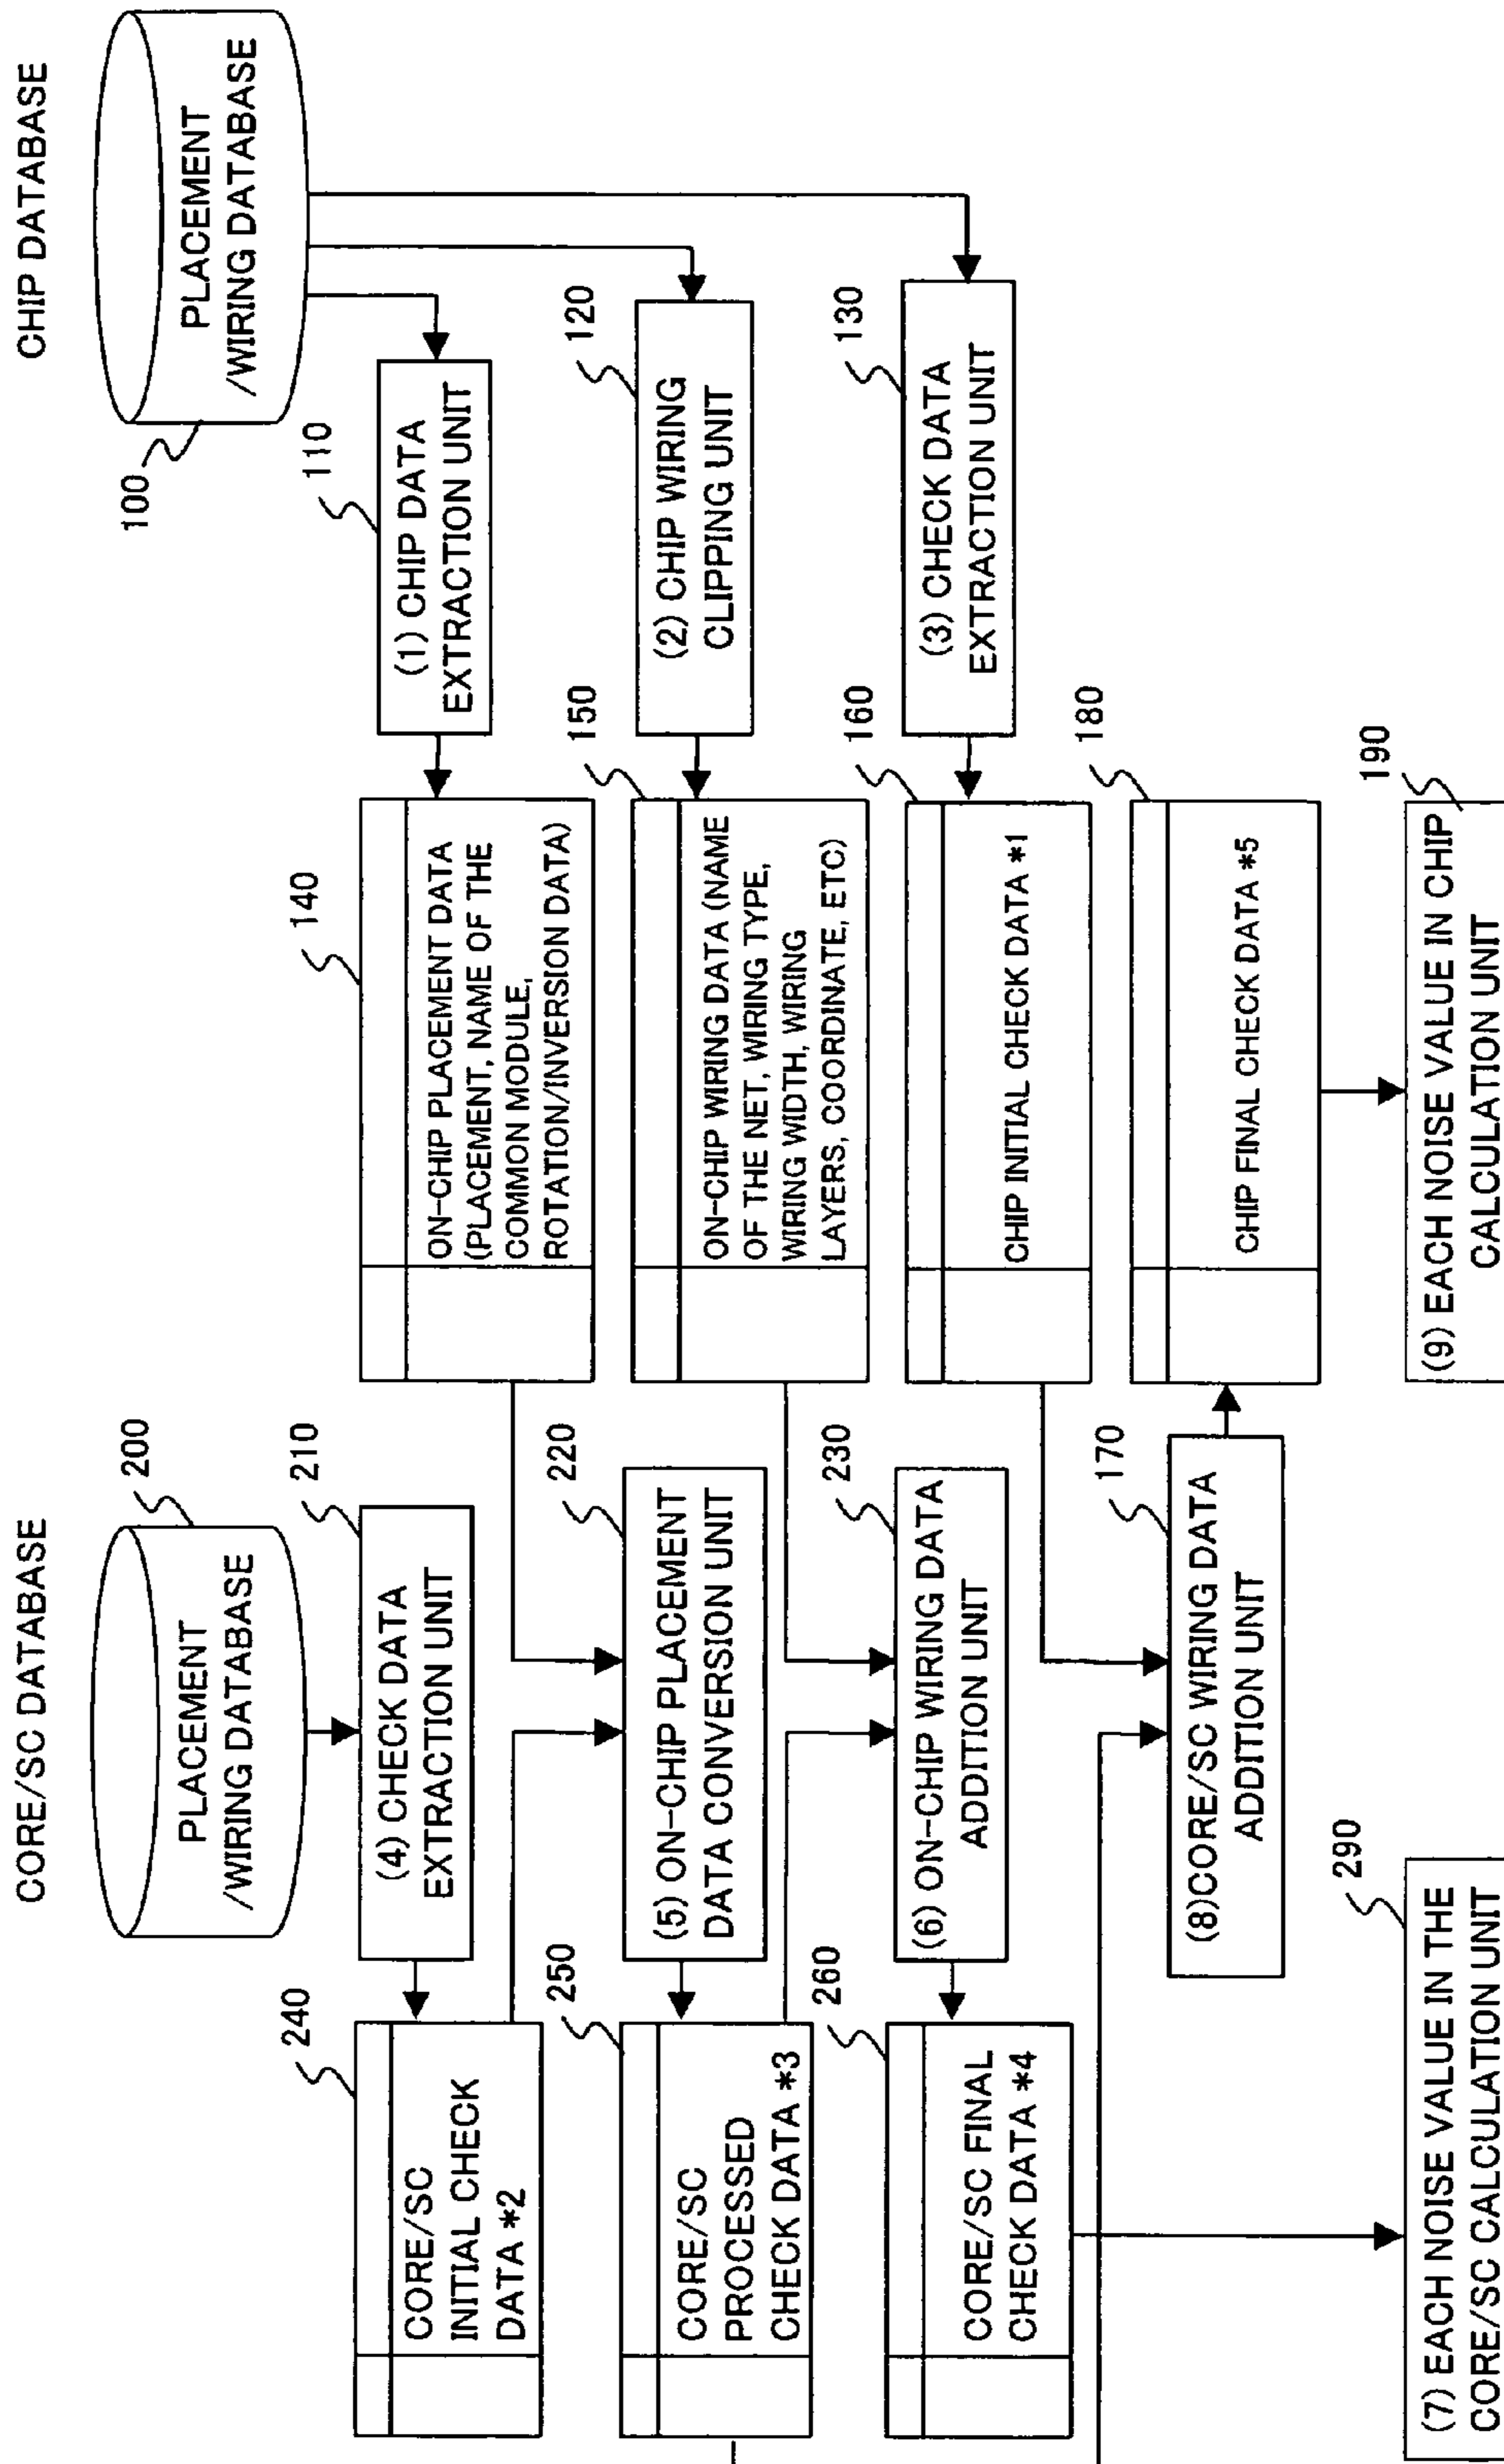 CORE/SC DATABASE
CHIP DATABASE
PLACEMENT
/WIRING DATABASE
200
PLACEMENT
/WIRING DATABASE
100
240
CORE/SC
INITIAL CHECK
DATA *2
210
(4) CHECK DATA
EXTRACTION UNIT
140
ON-CHIP PLACEMENT DATA
(PLACEMENT, NAME OF THE
COMMON MODULE,
ROTATION/INVERSION DATA)
110
(1) CHIP DATA
EXTRACTION UNIT
250
CORE/SC
PROCESSED
CHECK DATA *3
220
(5) ON-CHIP PLACEMENT
DATA CONVERSION UNIT
150
ON-CHIP WIRING DATA (NAME
OF THE NET, WIRING TYPE,
WIRING WIDTH, WIRING
LAYERS, COORDINATE, ETC)
120
(2) CHIP WIRING
CLIPPING UNIT
260
CORE/SC FINAL
CHECK DATA *4
230
(6) ON-CHIP WIRING DATA
ADDITION UNIT
160
CHIP INITIAL CHECK DATA *1
130
(3) CHECK DATA
EXTRACTION UNIT
170
(8)CORE/SC WIRING DATA
ADDITION UNIT
180
CHIP FINAL CHECK DATA *5
290
(7) EACH NOISE VALUE IN THE
CORE/SC CALCULATION UNIT
190
(9) EACH NOISE VALUE IN CHIP
CALCULATION UNIT